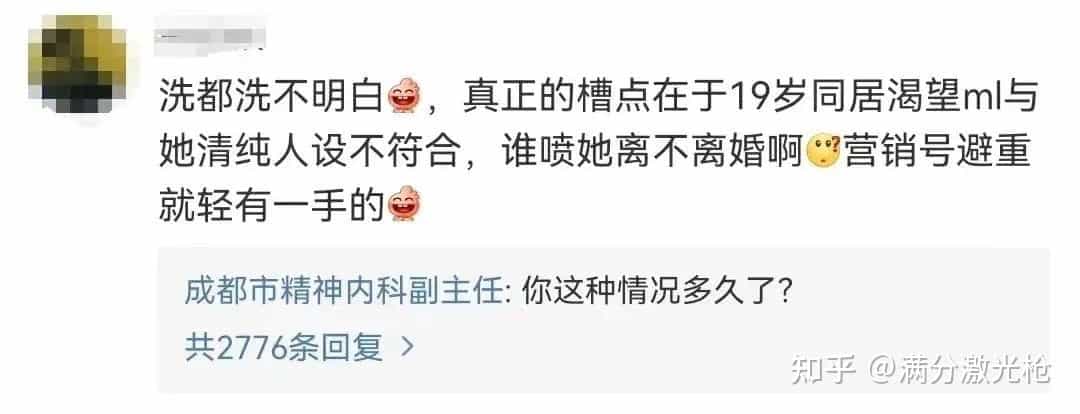 洗都洗不明白，真正的槽点在于19岁同居渴望ml与
她清纯人设不符合，谁喷她离不离婚啊营销号避重
就轻有一手的
成都市精神内科副主任: 你这种情况多久了?
共2776条回复 >
知乎 @满分激光枪